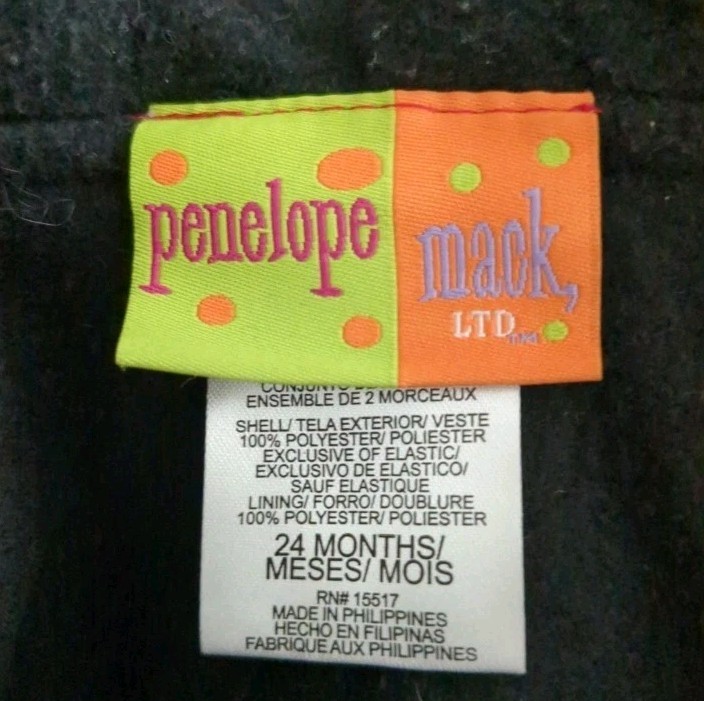 penelope mack,
LTD.
ENSEMBLE DE 2 MORCEAUX
SHELL/ TELA EXTERIOR/ VESTE
100% POLYESTER/ POLIESTER
EXCLUSIVE OF ELASTIC/
EXCLUSIVO DE ELASTICO/
SAUF ELASTIQUE
LINING/ FORRO/ DOUBLURE
100% POLYESTER/ POLIESTER
24 MONTHS/
MESES/ MOIS
RN# 15517
MADE IN PHILIPPINES
HECHO EN FILIPINAS
FABRIQUE AUX PHILIPPINES